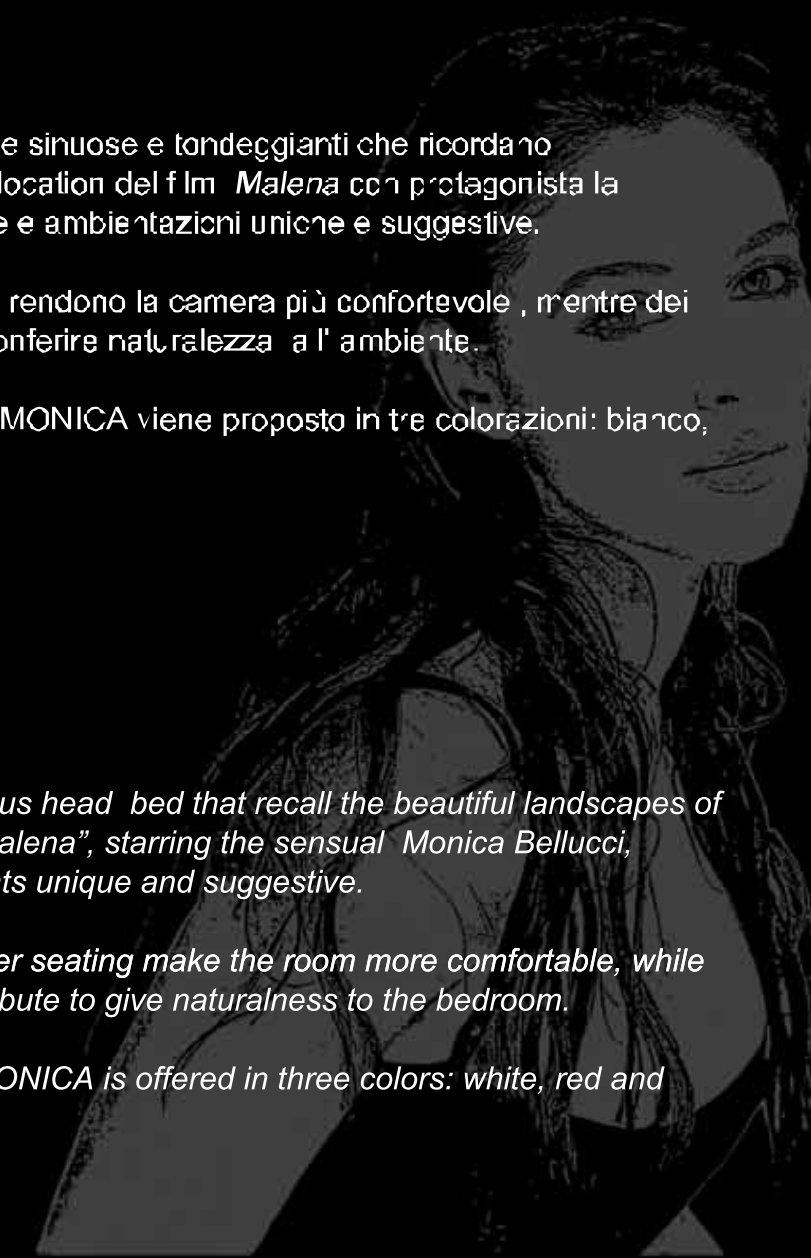 e sinuose e tondeggianti che ricordano
location del film Malena con protagonista la
e e ambientazioni uniche e suggestive.
rendono la camera più confortevole , mentre dei
onferire naturalezza a l' ambiente.
MONICA viene proposto in tre colorazioni: bianco,
us head bed that recall the beautiful landscapes of
alena”, starring the sensual Monica Bellucci,
ts unique and suggestive.
er seating make the room more comfortable, while
bute to give naturalness to the bedroom.
ONICA is offered in three colors: white, red and